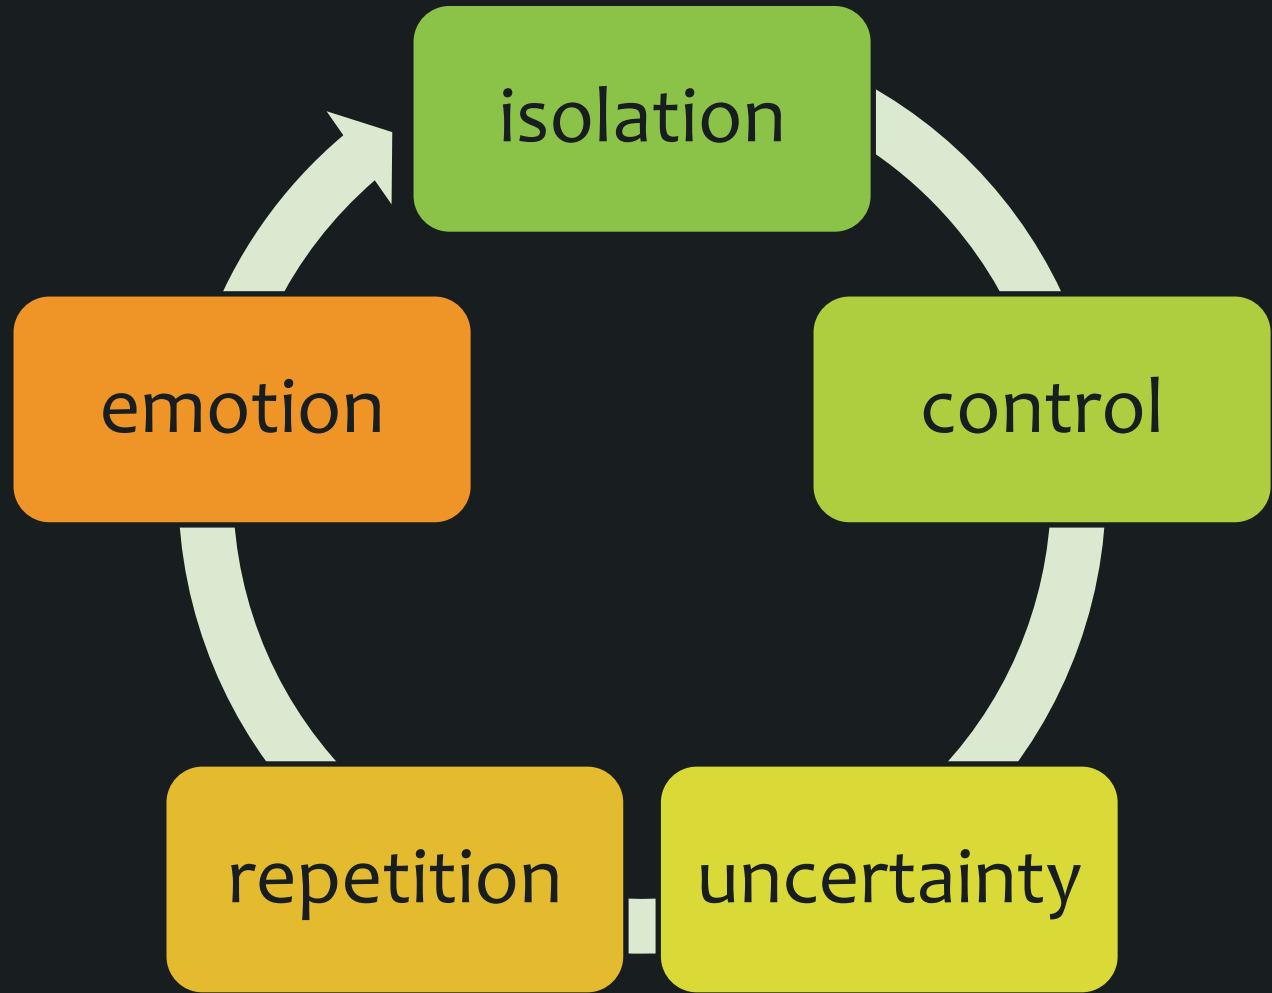 isolation
control
uncertainty
repetition
emotion